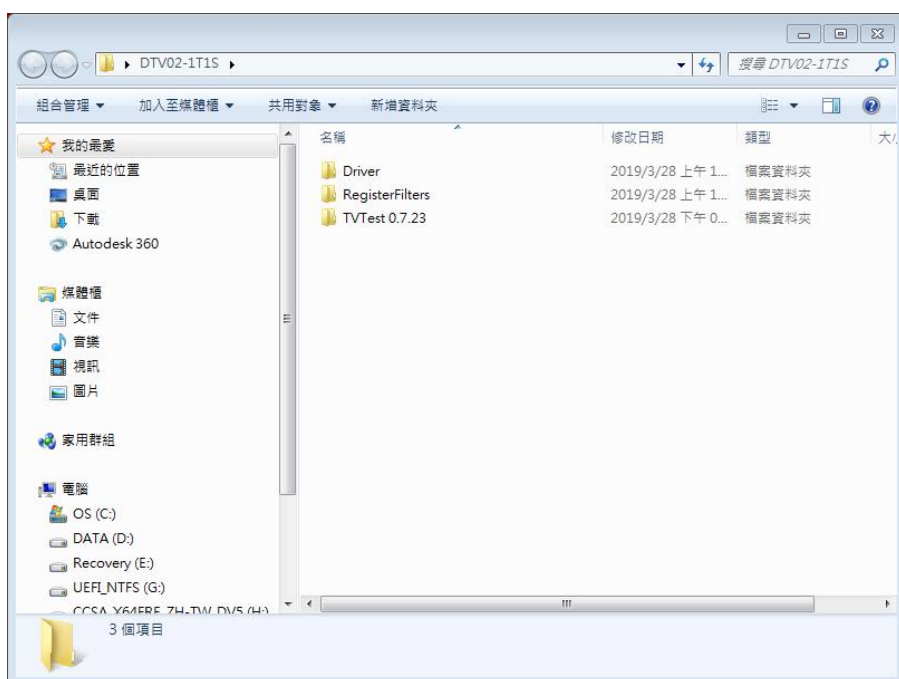 DTV02-1T1S
搜尋 DTV02-1T1S
組合管理 加入至媒體櫃 共用對象 新增資料夾
我的最愛
最近的位置
桌面
下載
Autodesk 360
媒體櫃
文件
音樂
視訊
圖片
家用群組
電腦
OS (C:)
DATA (D:)
Recovery (E:)
UEFI_NTFS (G:)
CCSA_X64FRE_ZH-TW_DV5 (H:)
名稱 修改日期 類型 大小
Driver 2019/3/28 上午 1... 檔案資料夾
RegisterFilters 2019/3/28 上午 1... 檔案資料夾
TVTest 0.7.23 2019/3/28 下午 0... 檔案資料夾
3 個項目